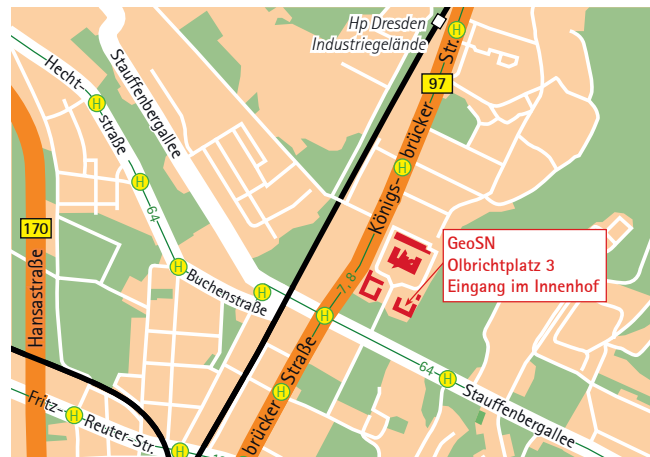 Hp Dresden
Industriegelände
Str.
97
Hecht-
straße
Stauffenbergallee
H
H
H
H
Königs-
brücker
64
170
Hansastraße
GeoSN
Olbrichtplatz 3
Eingang im Innenhof
H
Buchenstraße
H
7, 8
H
64
H
Stauffenbergallee
brücker Straße
H
Fritz-
H
Reuter-Str.
H